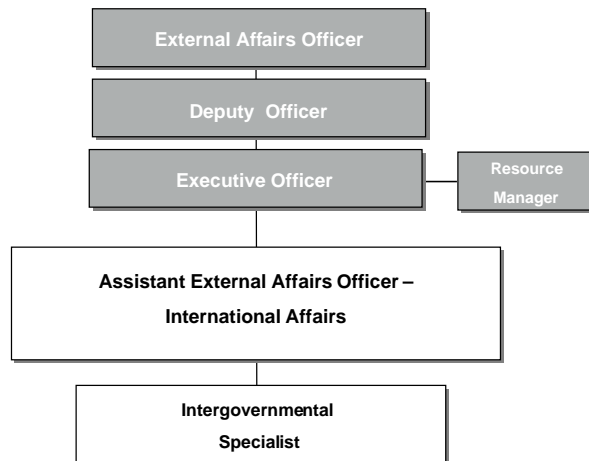 External Affairs Officer
Deputy Officer
Executive Officer
Resource
Manager
Assistant External Affairs Officer –
International Affairs
Intergovernmental
Specialist